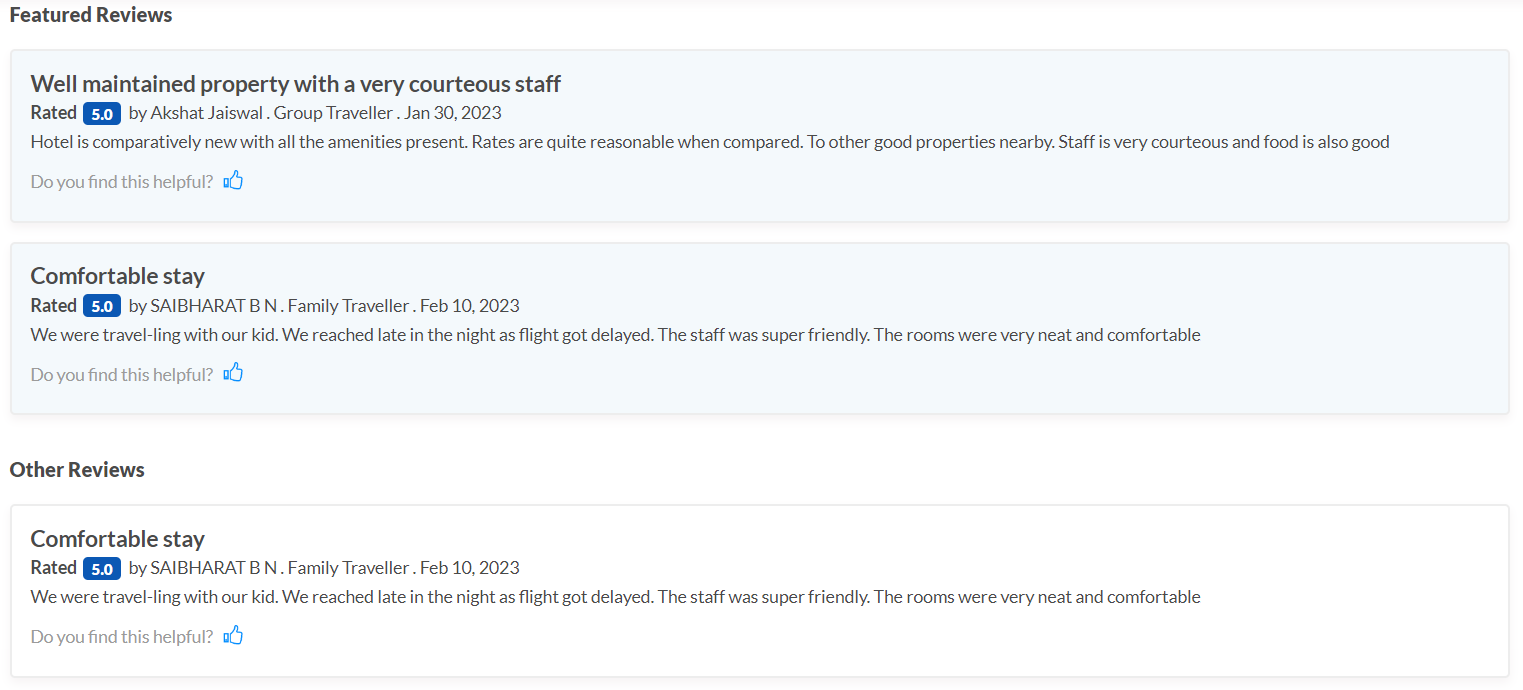 Featured Reviews
Well maintained property with a very courteous staff
Rated 5.0 by Akshat Jaiswal . Group Traveller . Jan 30, 2023
Hotel is comparatively new with all the amenities present. Rates are quite reasonable when compared. To other good properties nearby. Staff is very courteous and food is also good
Do you find this helpful?
Comfortable stay
Rated 5.0 by SAIBHARAT B N . Family Traveller . Feb 10, 2023
We were travel-ling with our kid. We reached late in the night as flight got delayed. The staff was super friendly. The rooms were very neat and comfortable
Do you find this helpful?
Other Reviews
Comfortable stay
Rated 5.0 by SAIBHARAT B N . Family Traveller . Feb 10, 2023
We were travel-ling with our kid. We reached late in the night as flight got delayed. The staff was super friendly. The rooms were very neat and comfortable
Do you find this helpful?